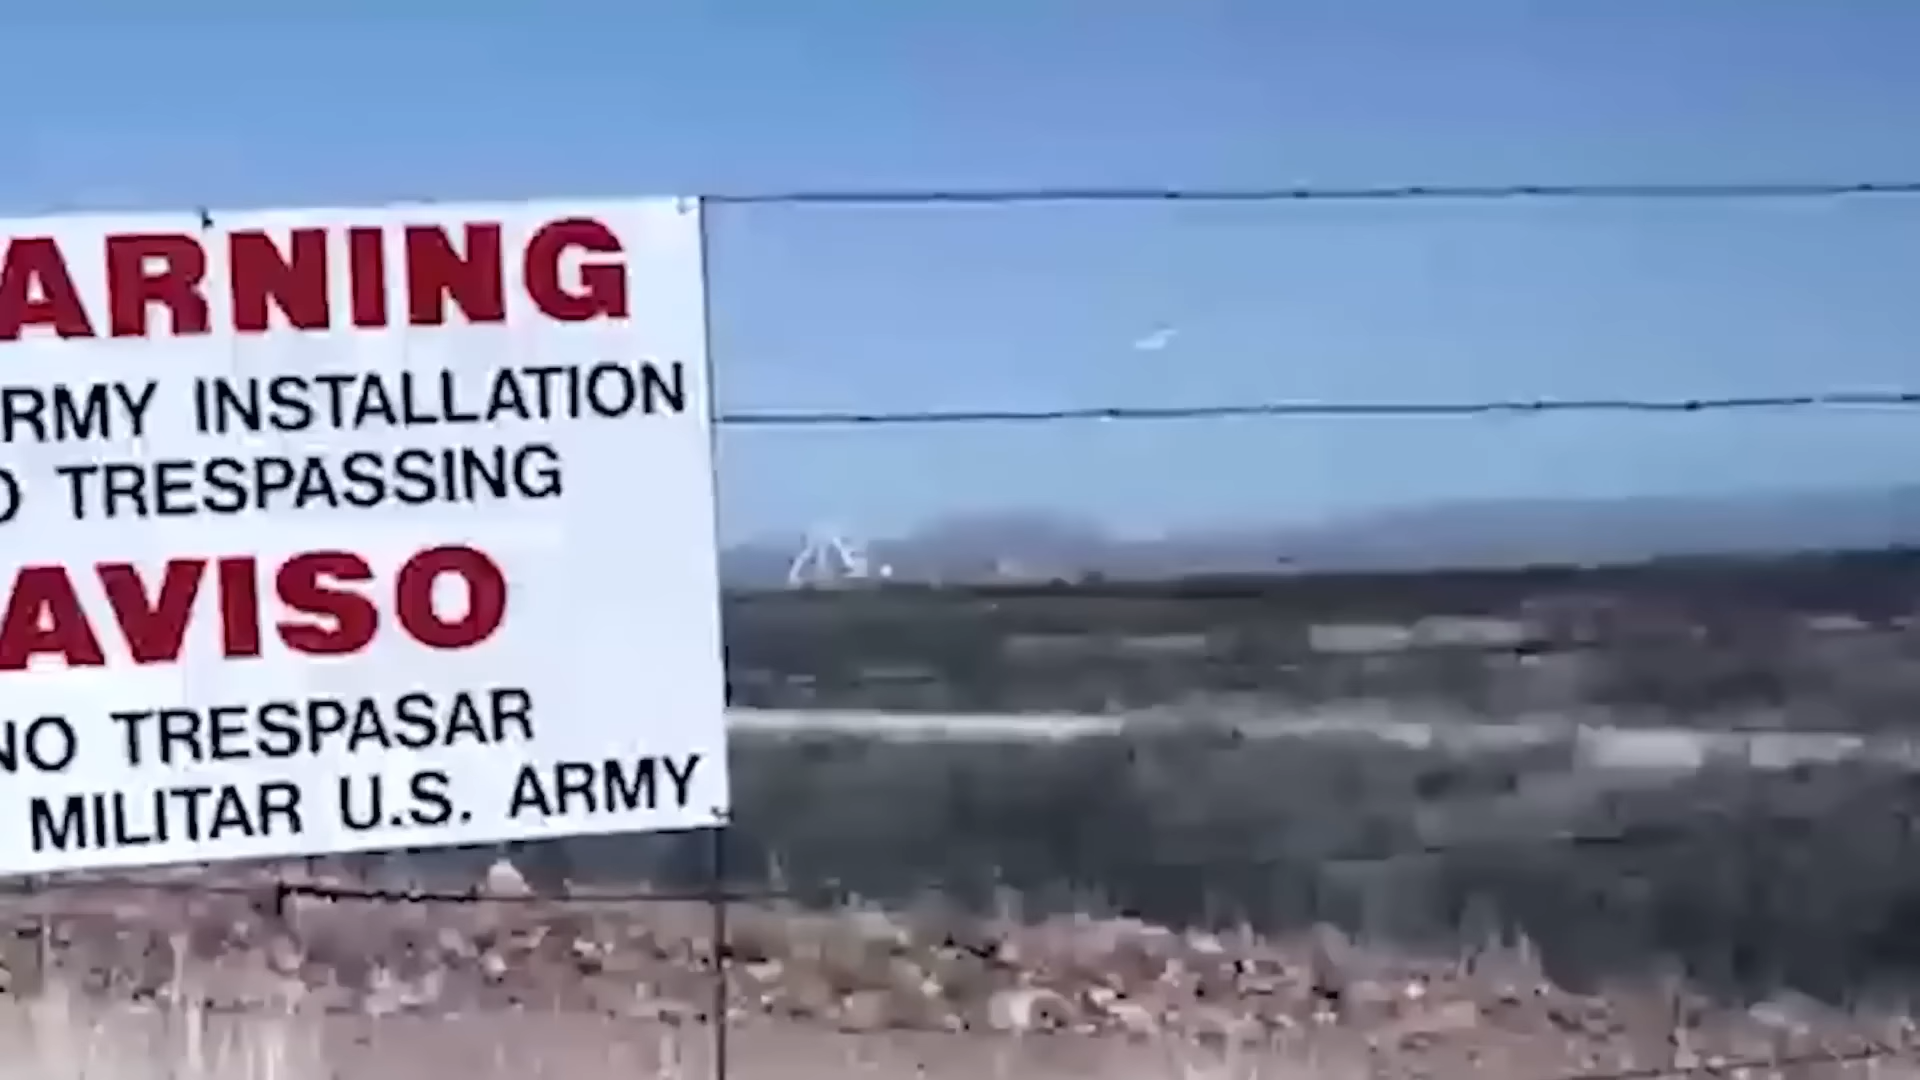 ARNING
RMY INSTALLATION
O TRESPASSING
AVISO
NO TRESPASAR
MILITAR U.S. ARMY